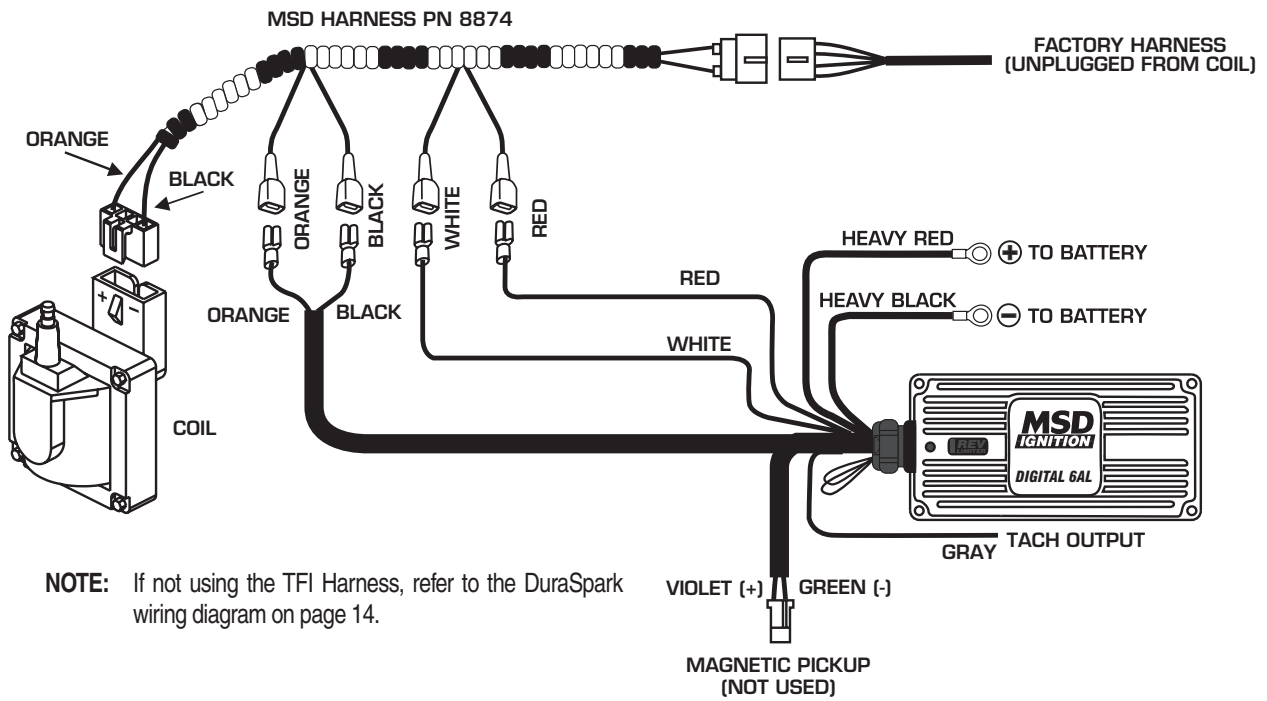 MSD HARNESS PN 8874
FACTORY HARNESS
(UNPLUGGED FROM COIL)
ORANGE
BLACK
ORANGE
BLACK
WHITE
RED
HEAVY RED
+ TO BATTERY
RED
HEAVY BLACK
- TO BATTERY
ORANGE
BLACK
WHITE
+ -
COIL
MSD
IGNITION
REV
LIMITER
DIGITAL 6AL
GRAY
TACH OUTPUT
NOTE: If not using the TFI Harness, refer to the DuraSpark
wiring diagram on page 14.
VIOLET (+)
GREEN (-)
MAGNETIC PICKUP
(NOT USED)